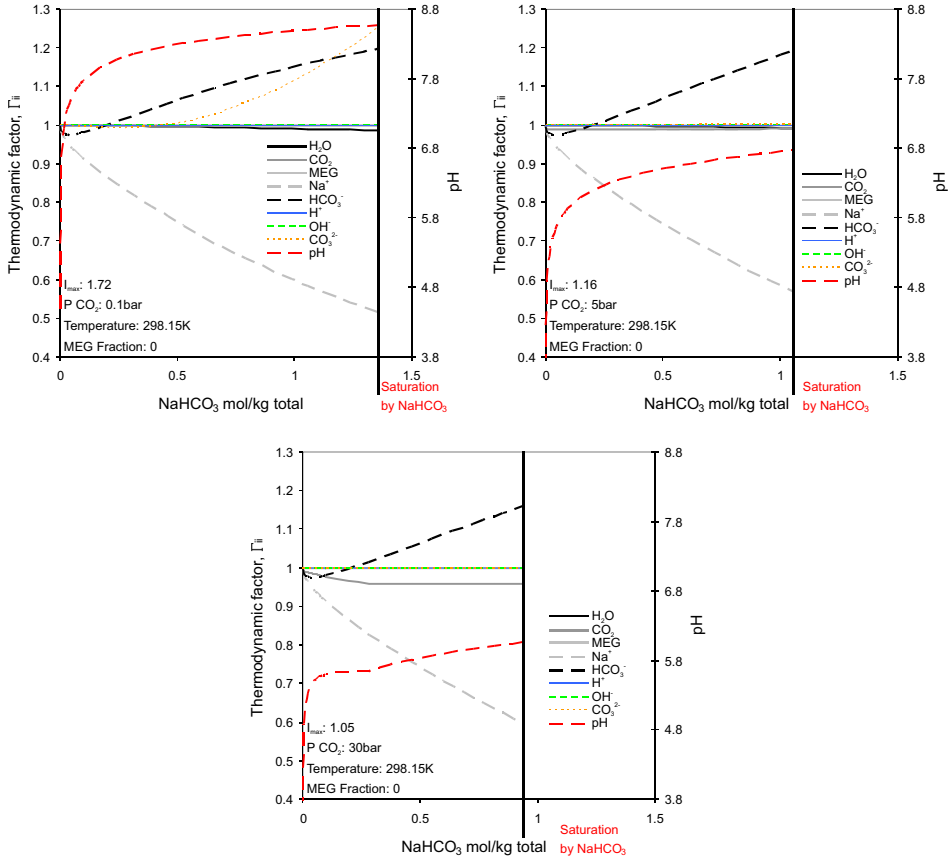 1.3
1.2
1.1
1
0.9
0.8
0.7
0.6
0.5
0.4
Thermodynamic factor, Γii
8.8
7.8
6.8
5.8
4.8
3.8
pH
H₂O
CO₂
MEG
Na⁺
HCO₃⁻
H⁺
OH⁻
CO₃²⁻
pH
Imax: 1.72
P CO₂: 0.1bar
Temperature: 298.15K
MEG Fraction: 0
0 0.5 1 1.5
NaHCO₃ mol/kg total
Saturation
by NaHCO₃
1.3
1.2
1.1
1
0.9
0.8
0.7
0.6
0.5
0.4
Thermodynamic factor, Γii
8.8
7.8
6.8
5.8
4.8
3.8
pH
H₂O
CO₂
MEG
Na⁺
HCO₃⁻
H⁺
OH⁻
CO₃²⁻
pH
Imax: 1.16
P CO₂: 5bar
Temperature: 298.15K
MEG Fraction: 0
0 0.5 1 1.5
NaHCO₃ mol/kg total
Saturation
by NaHCO₃
1.3
1.2
1.1
1
0.9
0.8
0.7
0.6
0.5
0.4
Thermodynamic factor, Γii
8.8
7.8
6.8
5.8
4.8
3.8
pH
H₂O
CO₂
MEG
Na⁺
HCO₃⁻
H⁺
OH⁻
CO₃²⁻
pH
Imax: 1.05
P CO₂: 30bar
Temperature: 298.15K
MEG Fraction: 0
0 0.5 1 1.5
NaHCO₃ mol/kg total
Saturation
by NaHCO₃